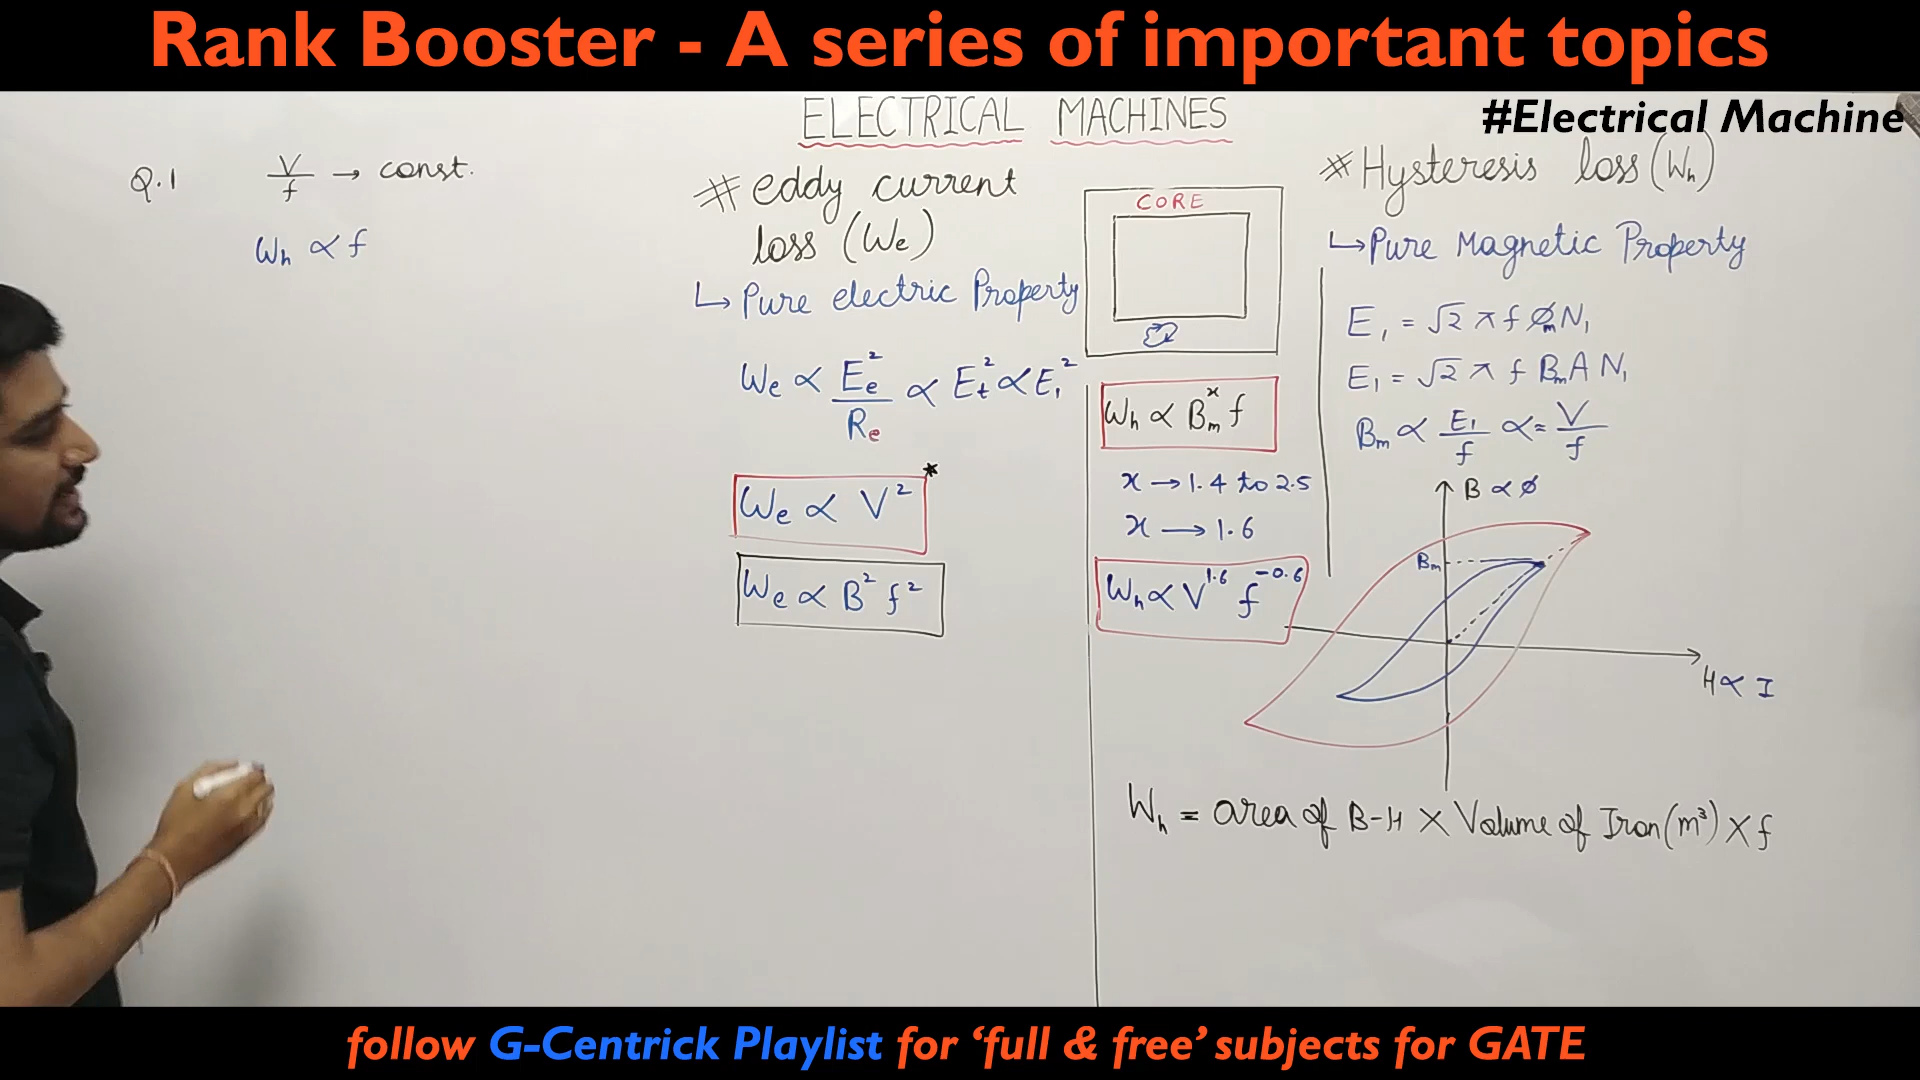 Rank Booster - A series of important topics
#Electrical Machine
ELECTRICAL MACHINES
Q.1 V/f → const.
Wh ∝ f
# eddy current
loss (We)
↳ Pure electric Property
We ∝ Ee²/Re ∝ Et² ∝ E1²
We ∝ V² *
We ∝ B² f²
CORE
Wh ∝ Bm^x f
x → 1.4 to 2.5
x → 1.6
Wh ∝ V^1.6 f^-0.6
* Hysteresis loss (Wh)
↳ Pure Magnetic Property
E1 = √2 π f Øm N1
E1 = √2 π f Bm A N1
Bm ∝ E1/f ∝≈ V/f
B ∝ Ø
Bm
H ∝ I
Wh = area of B-H × Volume of Iron (m³) × f
follow G-Centrick Playlist for ‘full & free’ subjects for GATE